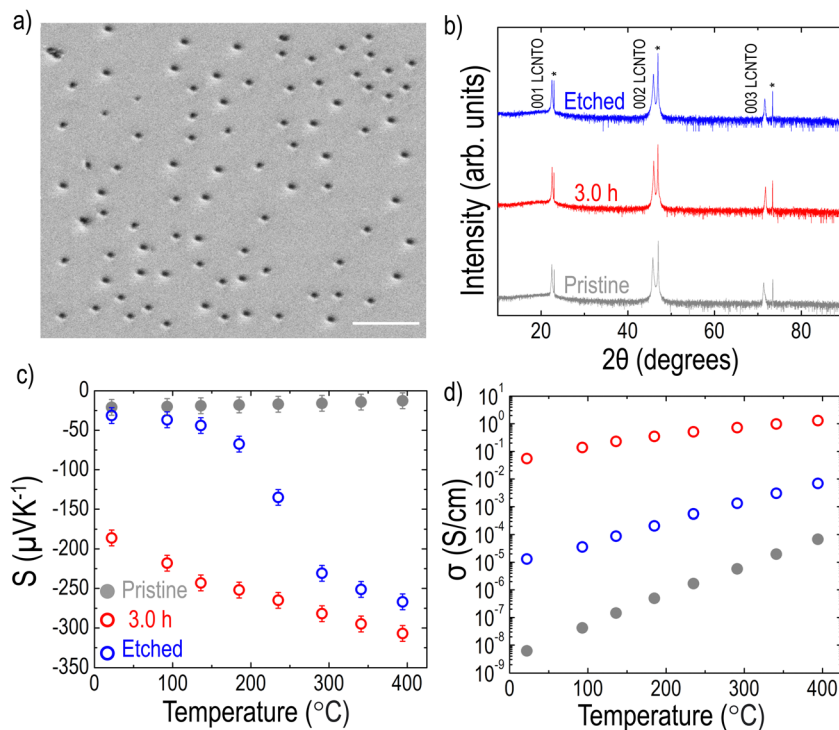 a)
b)
001 LCNTO
*
002 LCNTO
*
003 LCNTO
*
Etched
3.0 h
Pristine
Intensity (arb. units)
20 40 60 80
2θ (degrees)
c)
0
-50
-100
-150
-200
-250
-300
-350
S (μVK⁻¹)
Pristine
3.0 h
Etched
0 100 200 300 400
Temperature (°C)
d)
10¹
10⁰
10⁻¹
10⁻²
10⁻³
10⁻⁴
10⁻⁵
10⁻⁶
10⁻⁷
10⁻⁸
10⁻⁹
σ (S/cm)
0 100 200 300 400
Temperature (°C)